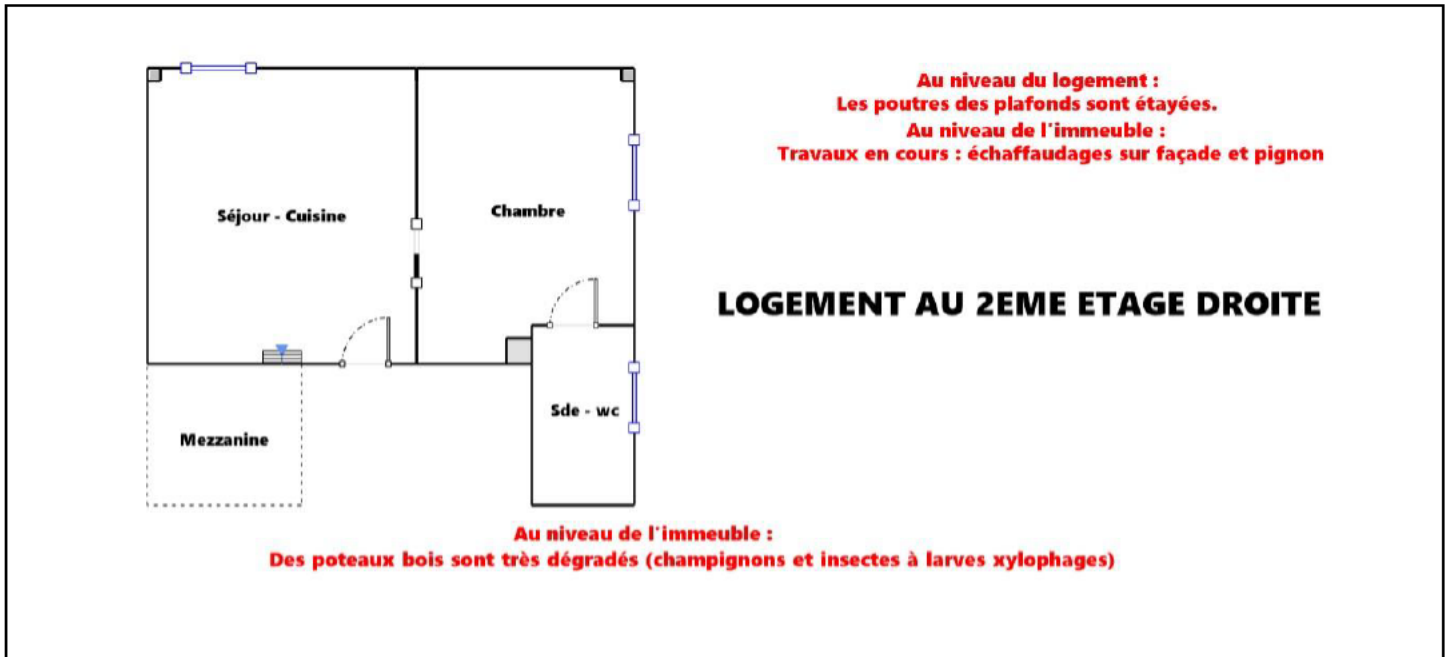 Au niveau du logement :
Les poutres des plafonds sont étayées.
Au niveau de l'immeuble :
Travaux en cours : échaffaudages sur façade et pignon
Séjour - Cuisine
Chambre
LOGEMENT AU 2EME ETAGE DROITE
Sde - wc
Mezzanine
Au niveau de l'immeuble :
Des poteaux bois sont très dégradés (champignons et insectes à larves xylophages)